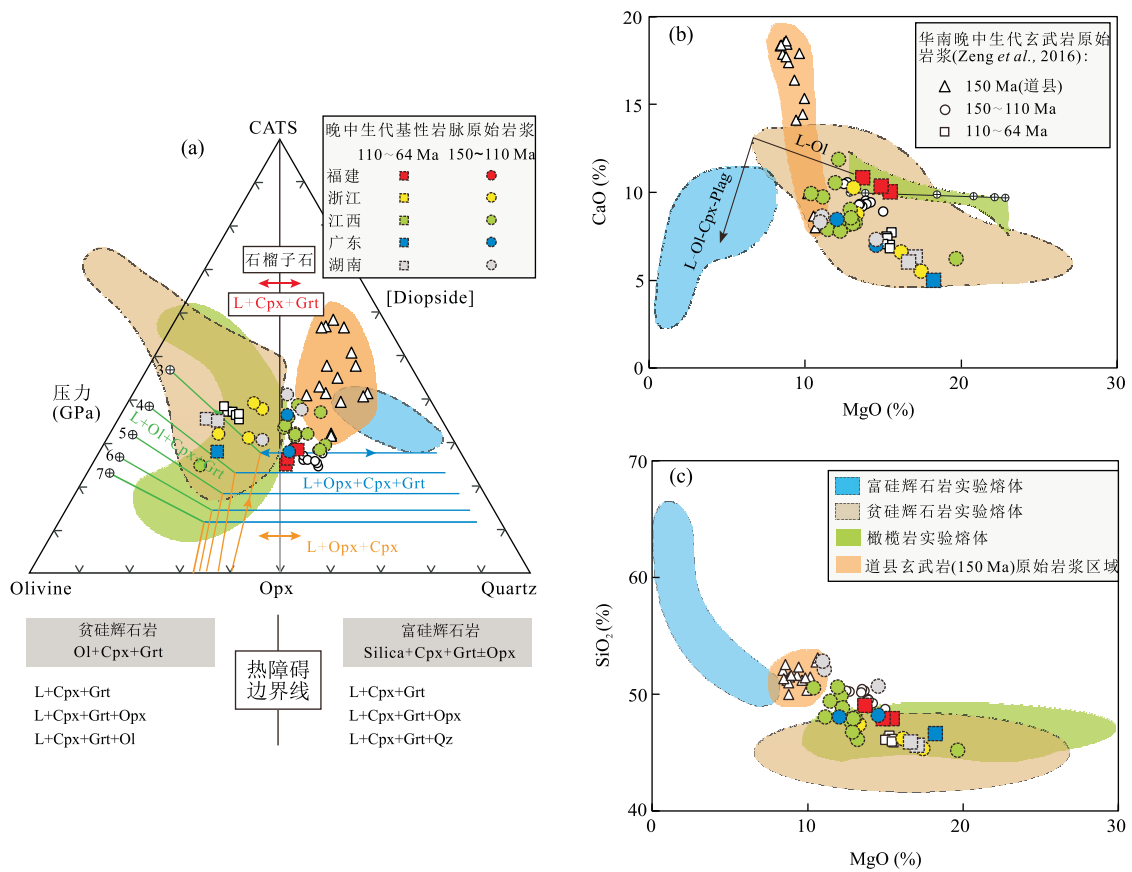 (a)
CATS
晚中生代基性岩脉原始岩浆
110~64 Ma 150~110 Ma
福建
浙江
江西
广东
湖南
石榴子石
[Diopside]
L+Cpx+Grt
压力
(GPa)
3
4
5
6
7
L+Ol+Cpx+Grt
L+Opx+Cpx+Grt
L+Opx+Cpx
Olivine
Opx
Quartz
贫硅辉石岩
Ol+Cpx+Grt
富硅辉石岩
Silica+Cpx+Grt±Opx
热障碍
边界线
L+Cpx+Grt
L+Cpx+Grt+Opx
L+Cpx+Grt+Ol
L+Cpx+Grt
L+Cpx+Grt+Opx
L+Cpx+Grt+Qz
(b)
华南晚中生代玄武岩原始
岩浆(Zeng et al., 2016):
150 Ma(道县)
150~110 Ma
110~64 Ma
L-Ol
L-Ol-Cpx-Plag
CaO (%)
20
15
10
5
0
0
10
20
30
MgO (%)
(c)
富硅辉石岩实验熔体
贫硅辉石岩实验熔体
橄榄岩实验熔体
道县玄武岩(150 Ma)原始岩浆区域
SiO₂ (%)
70
60
50
40
0
10
20
30
MgO (%)